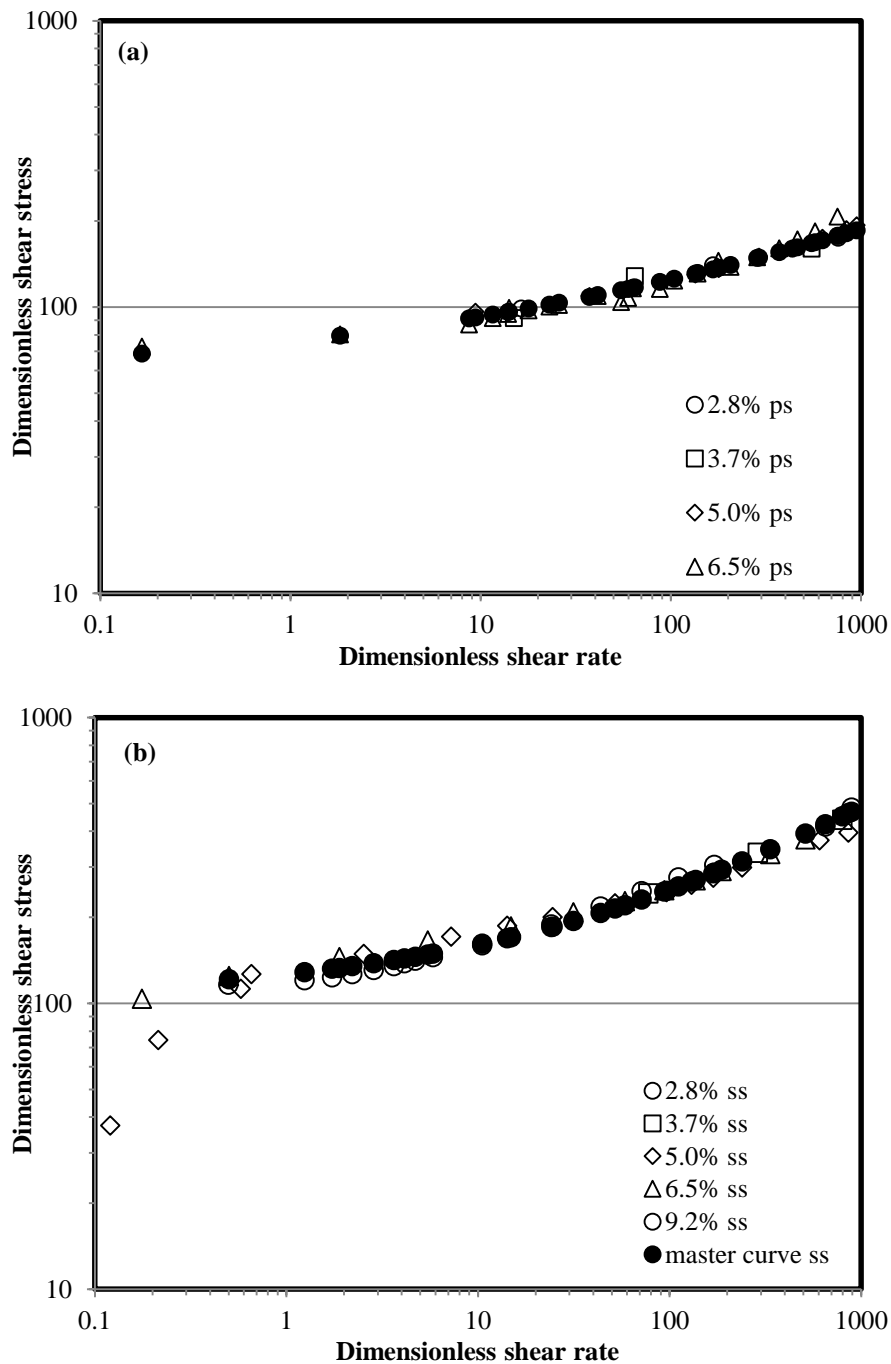 1000
(a)
Dimensionless shear stress
100
2.8% ps
3.7% ps
5.0% ps
6.5% ps
10
0.1 1 10 100 1000
Dimensionless shear rate
1000
(b)
Dimensionless shear stress
100
2.8% ss
3.7% ss
5.0% ss
6.5% ss
9.2% ss
master curve ss
10
0.1 1 10 100 1000
Dimensionless shear rate